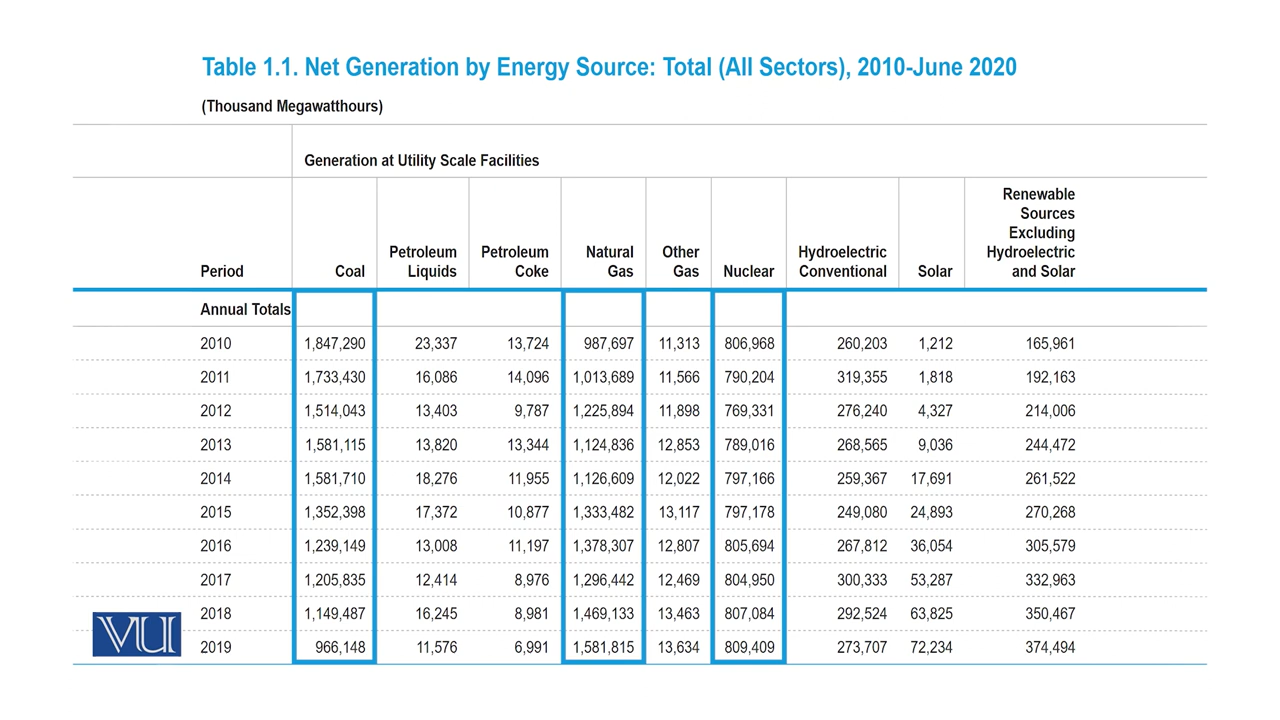 Table 1.1. Net Generation by Energy Source: Total (All Sectors), 2010-June 2020
(Thousand Megawatthours)
Generation at Utility Scale Facilities
Period Coal Petroleum Liquids Petroleum Coke Natural Gas Other Gas Nuclear Hydroelectric Conventional Solar Renewable Sources Excluding Hydroelectric and Solar
Annual Totals
2010 1,847,290 23,337 13,724 987,697 11,313 806,968 260,203 1,212 165,961
2011 1,733,430 16,086 14,096 1,013,689 11,566 790,204 319,355 1,818 192,163
2012 1,514,043 13,403 9,787 1,225,894 11,898 769,331 276,240 4,327 214,006
2013 1,581,115 13,820 13,344 1,124,836 12,853 789,016 268,565 9,036 244,472
2014 1,581,710 18,276 11,955 1,126,609 12,022 797,166 259,367 17,691 261,522
2015 1,352,398 17,372 10,877 1,333,482 13,117 797,178 249,080 24,893 270,268
2016 1,239,149 13,008 11,197 1,378,307 12,807 805,694 267,812 36,054 305,579
2017 1,205,835 12,414 8,976 1,296,442 12,469 804,950 300,333 53,287 332,963
2018 1,149,487 16,245 8,981 1,469,133 13,463 807,084 292,524 63,825 350,467
2019 966,148 11,576 6,991 1,581,815 13,634 809,409 273,707 72,234 374,494
VU